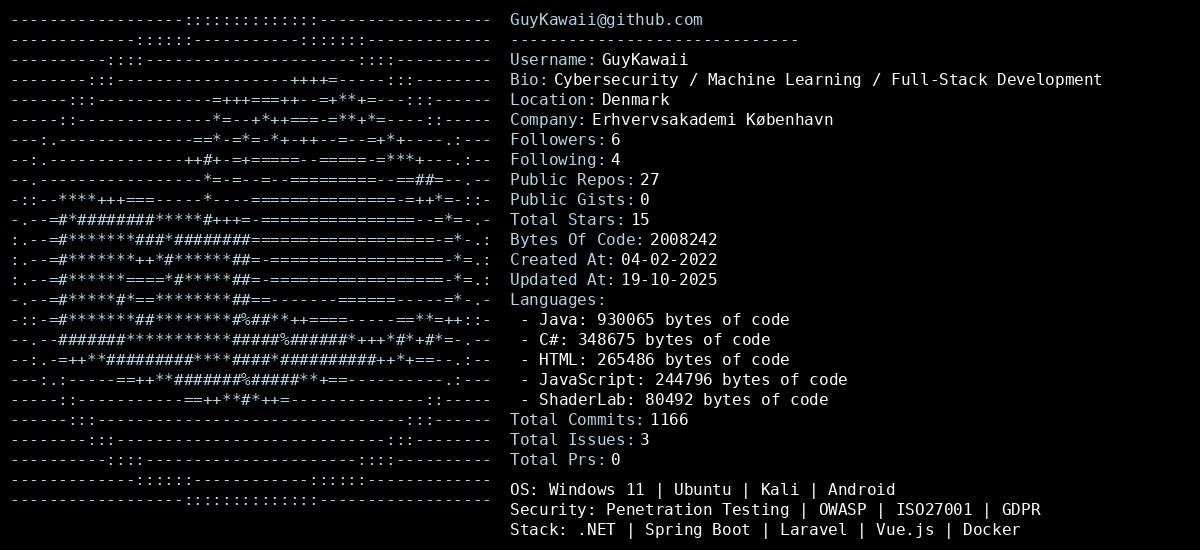 GuyKawaii@github.com
------------------------------
Username: GuyKawaii
Bio: Cybersecurity / Machine Learning / Full-Stack Development
Location: Denmark
Company: Erhvervsakademi København
Followers: 6
Following: 4
Public Repos: 27
Public Gists: 0
Total Stars: 15
Bytes Of Code: 2008242
Created At: 04-02-2022
Updated At: 19-10-2025
Languages:
- Java: 930065 bytes of code
- C#: 348675 bytes of code
- HTML: 265486 bytes of code
- JavaScript: 244796 bytes of code
- ShaderLab: 80492 bytes of code
Total Commits: 1166
Total Issues: 3
Total Prs: 0
OS: Windows 11 | Ubuntu | Kali | Android
Security: Penetration Testing | OWASP | ISO27001 | GDPR
Stack: .NET | Spring Boot | Laravel | Vue.js | Docker